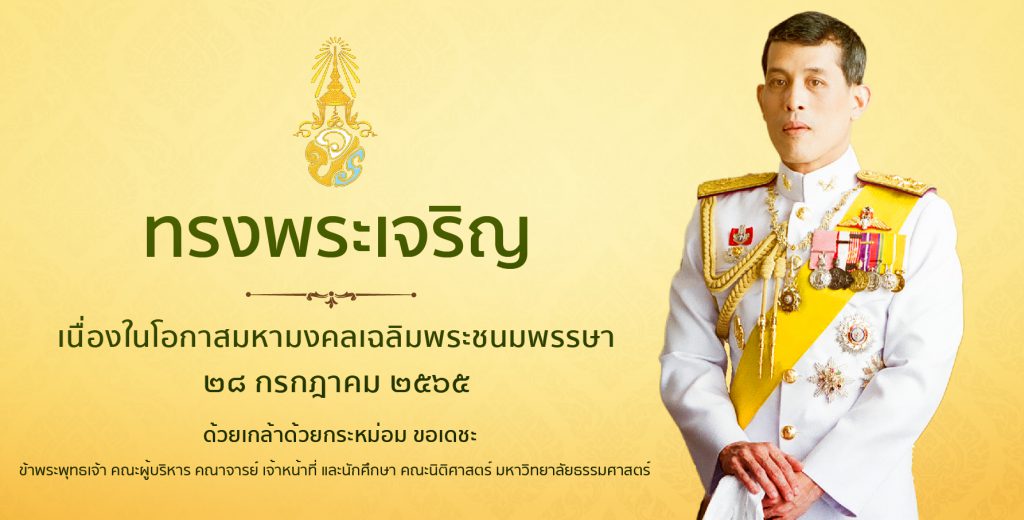 ทรงพระเจริญ
เนื่องในโอกาสมหามงคลเฉลิมพระชนมพรรษา
๒๘ กรกฎาคม ๒๕๖๕
ด้วยเกล้าด้วยกระหม่อม ขอเดชะ
ข้าพระพุทธเจ้า คณะผู้บริหาร คณาจารย์ เจ้าหน้าที่ และนักศึกษา คณะนิติศาสตร์ มหาวิทยาลัยธรรมศาสตร์